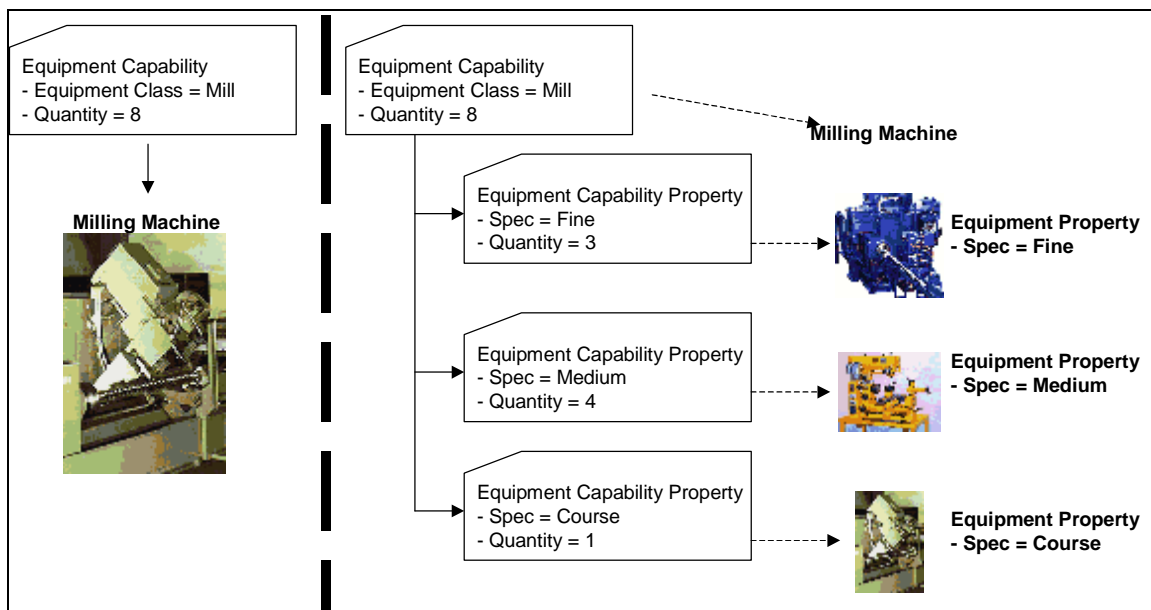 Equipment Capability
- Equipment Class = Mill
- Quantity = 8
Milling Machine
Equipment Capability
- Equipment Class = Mill
- Quantity = 8
Milling Machine
Equipment Capability Property
- Spec = Fine
- Quantity = 3
Equipment Property
- Spec = Fine
Equipment Capability Property
- Spec = Medium
- Quantity = 4
Equipment Property
- Spec = Medium
Equipment Capability Property
- Spec = Course
- Quantity = 1
Equipment Property
- Spec = Course